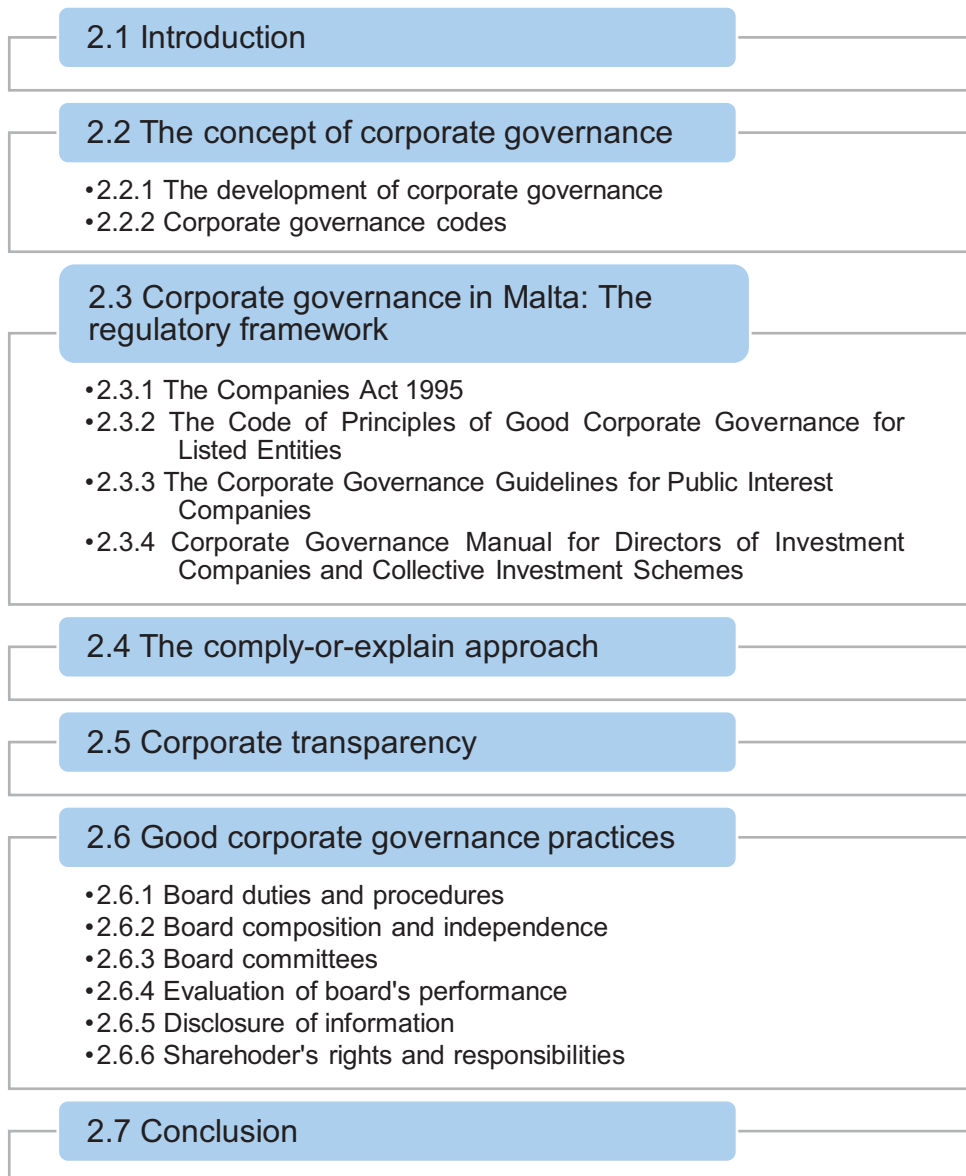 2.1 Introduction
2.2 The concept of corporate governance
•2.2.1 The development of corporate governance
•2.2.2 Corporate governance codes
2.3 Corporate governance in Malta: The
regulatory framework
•2.3.1 The Companies Act 1995
•2.3.2 The Code of Principles of Good Corporate Governance for
Listed Entities
•2.3.3 The Corporate Governance Guidelines for Public Interest
Companies
•2.3.4 Corporate Governance Manual for Directors of Investment
Companies and Collective Investment Schemes
2.4 The comply-or-explain approach
2.5 Corporate transparency
2.6 Good corporate governance practices
•2.6.1 Board duties and procedures
•2.6.2 Board composition and independence
•2.6.3 Board committees
•2.6.4 Evaluation of board's performance
•2.6.5 Disclosure of information
•2.6.6 Sharehoder's rights and responsibilities
2.7 Conclusion